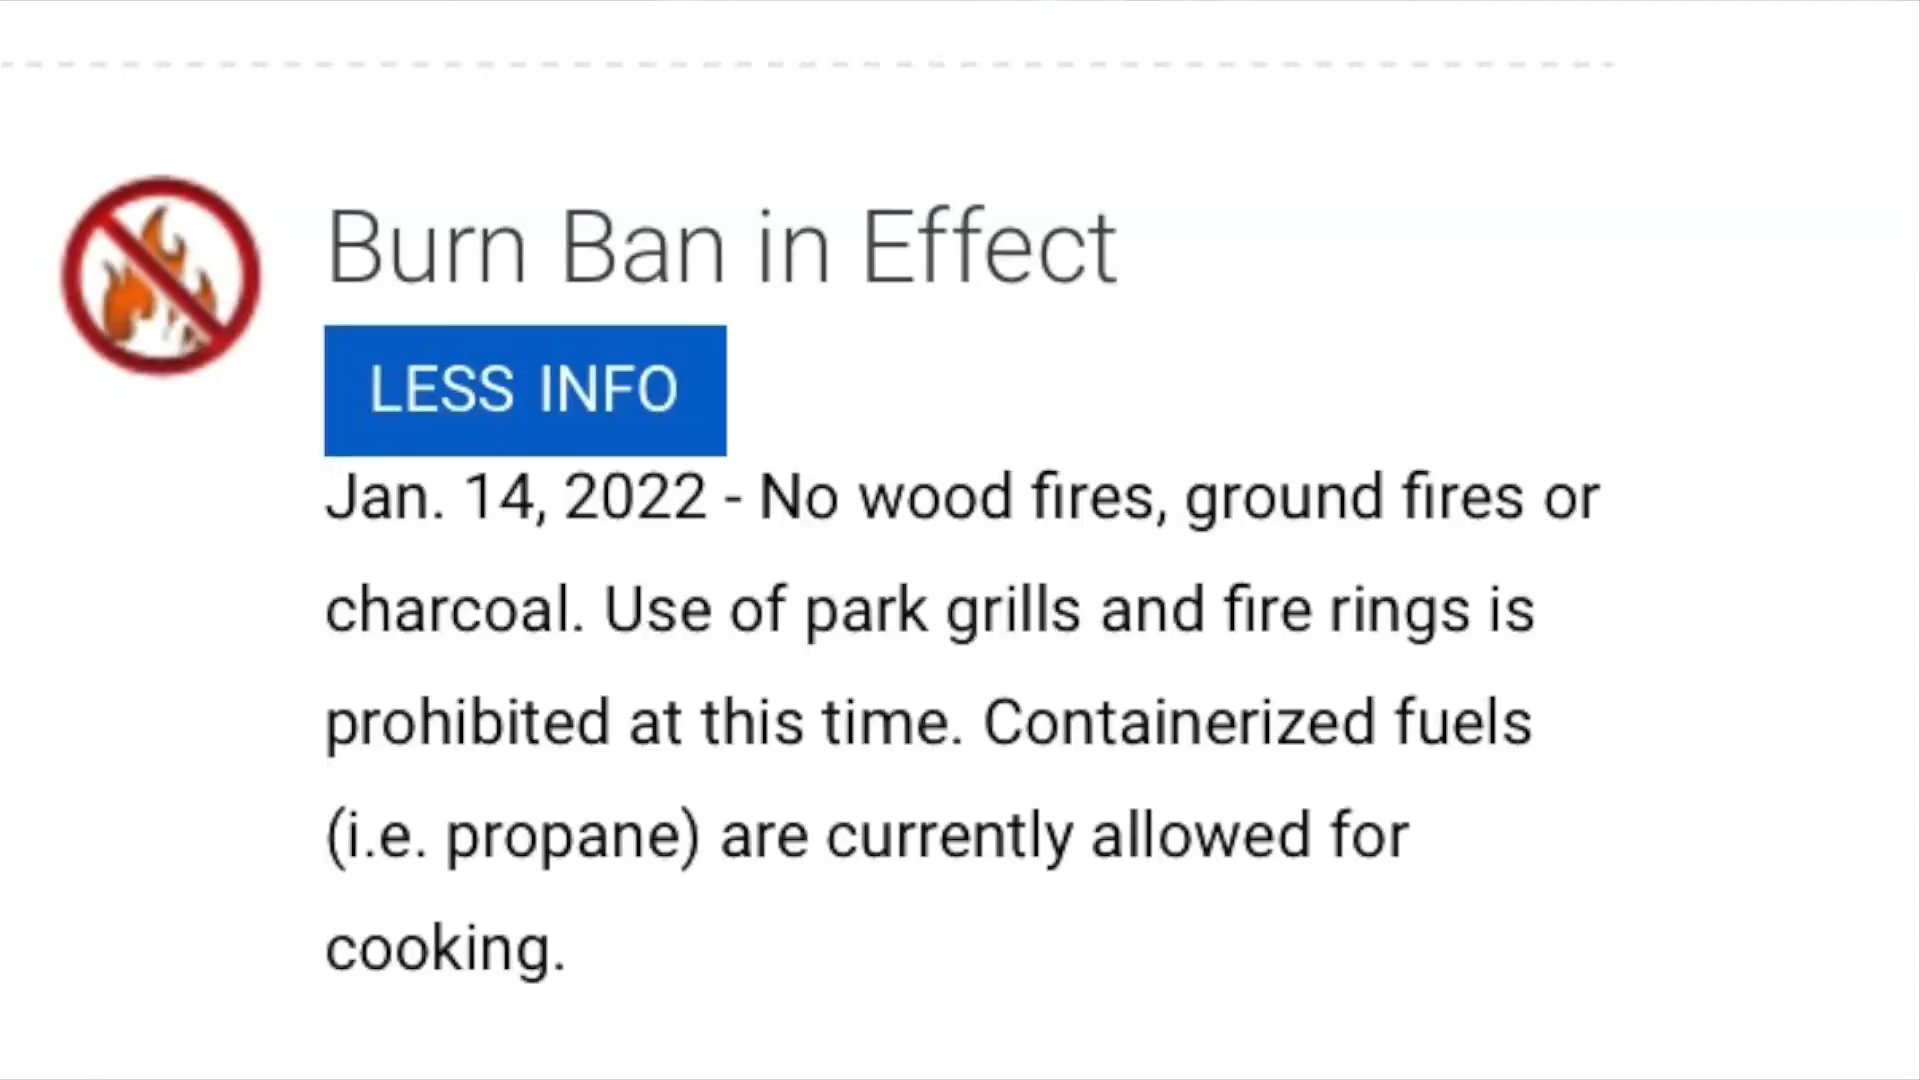 Burn Ban in Effect
LESS INFO
Jan. 14, 2022 - No wood fires, ground fires or
charcoal. Use of park grills and fire rings is
prohibited at this time. Containerized fuels
(i.e. propane) are currently allowed for
cooking.